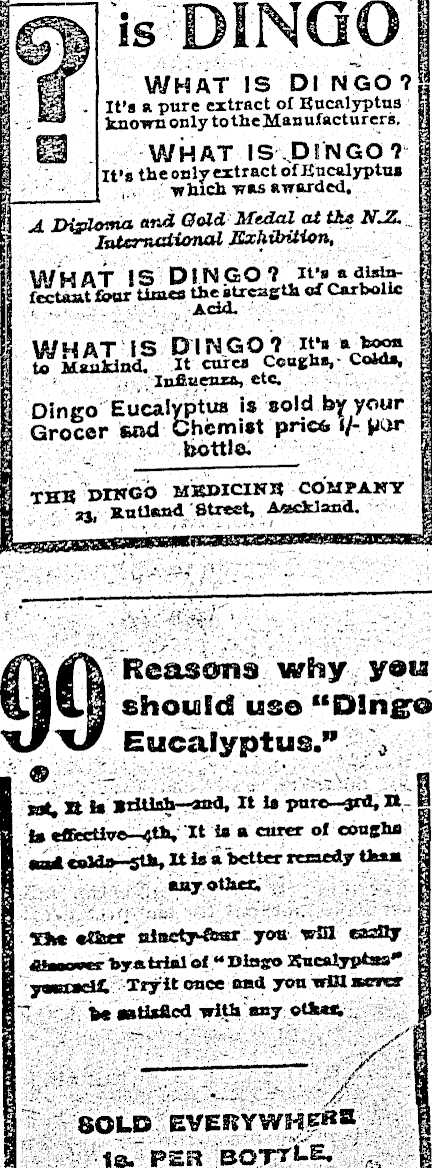 ? is DINGO
WHAT IS DINGO?
It's a pure extract of Eucalyptus
known only to the Manufacturers.
WHAT IS DINGO?
It's the only extract of Eucalyptus
which was awarded,
A Diploma and Gold Medal at the N.Z.
International Exhibition,
WHAT IS DINGO? It's a disin-
fectant four times the strength of Carbolic
Acid.
WHAT IS DINGO? It's a boon
to Mankind. It cures Coughs, Colds,
Influenza, etc.
Dingo Eucalyptus is sold by your
Grocer and Chemist price 1/- per
bottle.
THE DINGO MEDICINE COMPANY
23, Rutland Street, Auckland.
99 Reasons why you
should use "Dingo
Eucalyptus."
1st, It is British—2nd, It is pure—3rd, It
is effective—4th, It is a curer of coughs
and colds—5th, It is a better remedy than
any other.
The other ninety-four you will easily
discover by a trial of "Dingo Eucalyptus"
yourself. Try it once and you will never
be satisfied with any other.
SOLD EVERYWHERE
1s. PER BOTTLE.